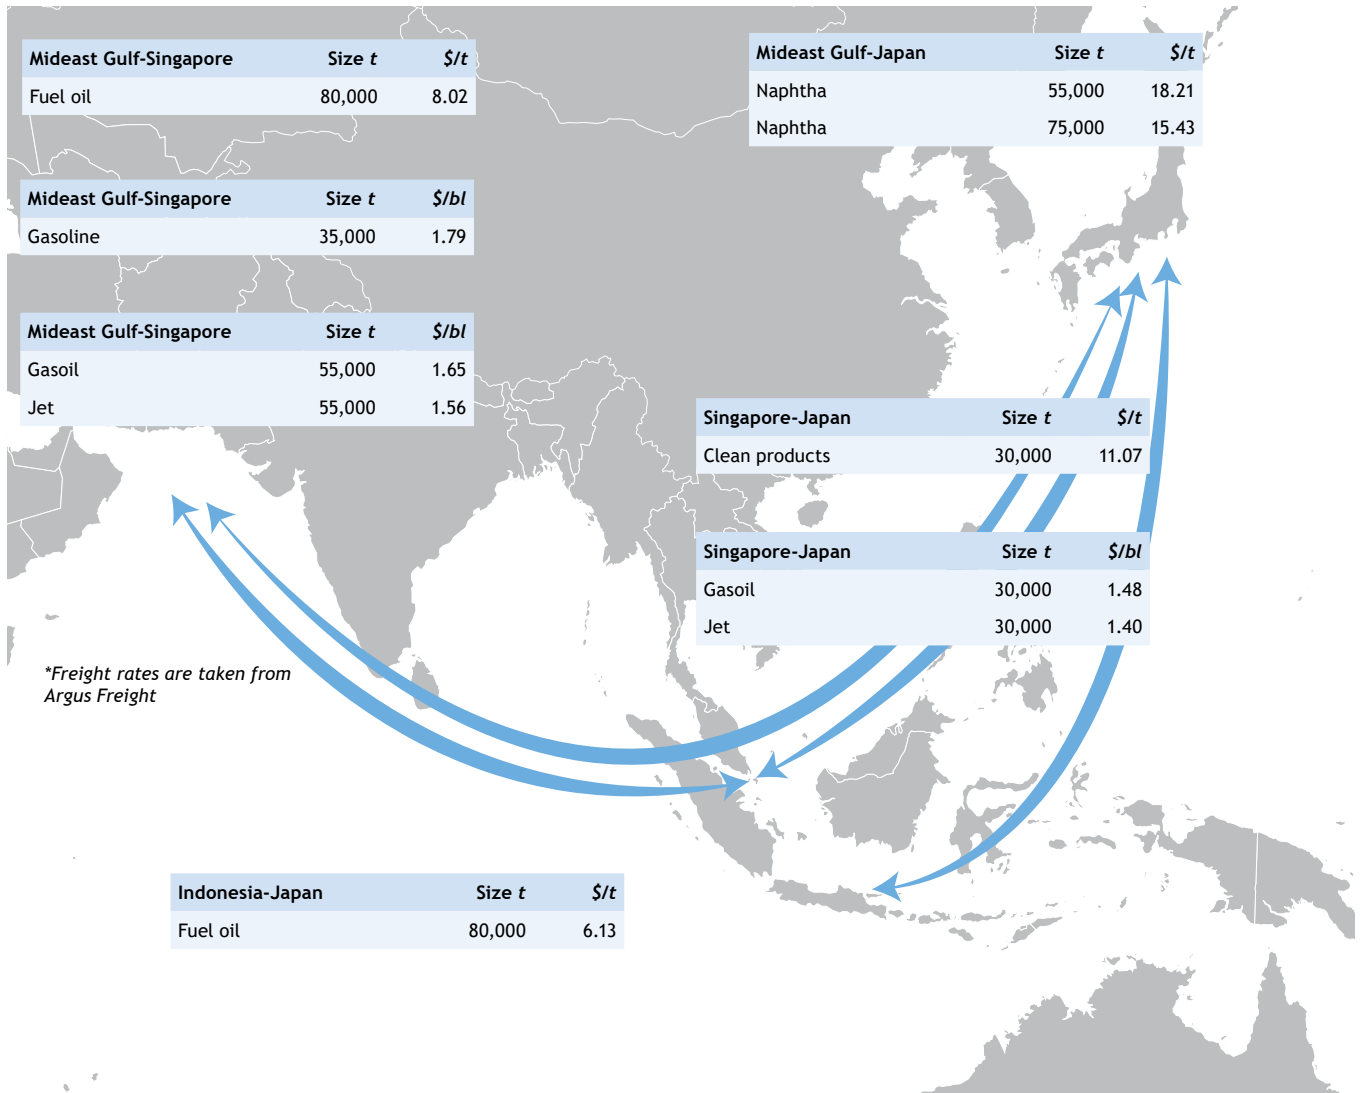 Mideast Gulf-Singapore Size t $/t
Fuel oil 80,000 8.02
Mideast Gulf-Japan Size t $/t
Naphtha 55,000 18.21
Naphtha 75,000 15.43
Mideast Gulf-Singapore Size t $/bl
Gasoline 35,000 1.79
Mideast Gulf-Singapore Size t $/bl
Gasoil 55,000 1.65
Jet 55,000 1.56
Singapore-Japan Size t $/t
Clean products 30,000 11.07
Singapore-Japan Size t $/bl
Gasoil 30,000 1.48
Jet 30,000 1.40
*Freight rates are taken from
Argus Freight
Indonesia-Japan Size t $/t
Fuel oil 80,000 6.13